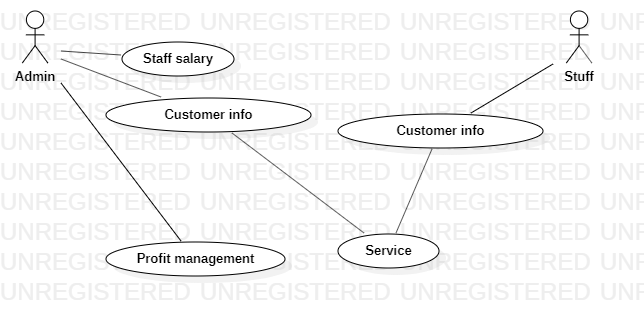 UNREGISTERED UNREGISTERED UNREGISTERED UNREGISTERED
Admin
Stuff
Staff salary
Customer info
Customer info
Service
Profit management